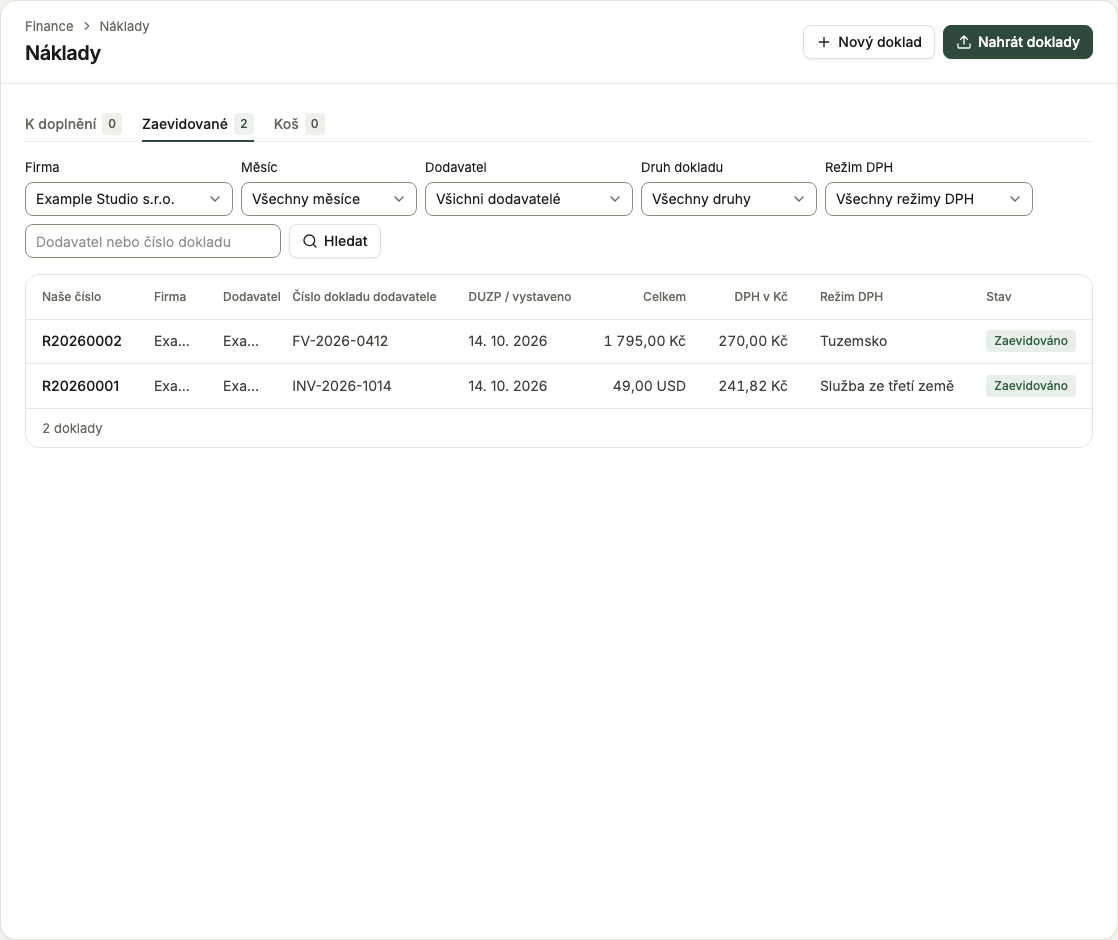 Finance > Náklady
Náklady
+ Nový doklad
Nahrát doklady
K doplnění 0 Zaevidované 2 Koš 0
Firma Měsíc Dodavatel Druh dokladu Režim DPH
Example Studio s.r.o. Všechny měsíce Všichni dodavatelé Všechny druhy Všechny režimy DPH
Dodavatel nebo číslo dokladu Hledat
Naše číslo Firma Dodavatel Číslo dokladu dodavatele DUZP / vystaveno Celkem DPH v Kč Režim DPH Stav
R20260002 Exa... Exa... FV-2026-0412 14. 10. 2026 1 795,00 Kč 270,00 Kč Tuzemsko Zaevidováno
R20260001 Exa... Exa... INV-2026-1014 14. 10. 2026 49,00 USD 241,82 Kč Služba ze třetí země Zaevidováno
2 doklady